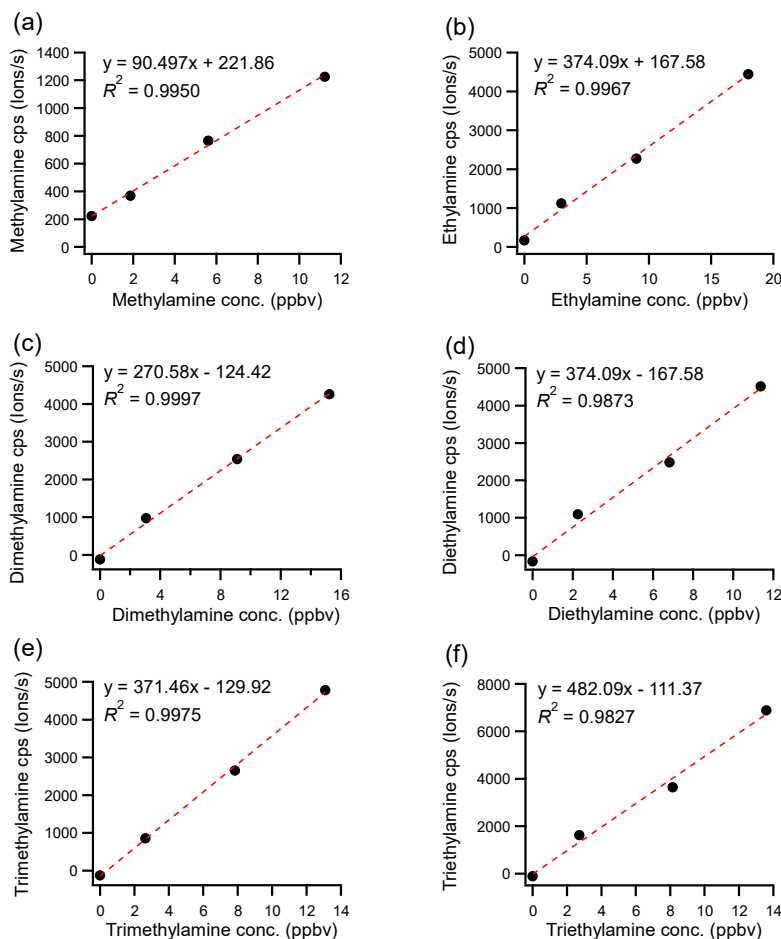 (a)
y = 90.497x + 221.86
R² = 0.9950
Methylamine cps (Ions/s)
1400
1200
1000
800
600
400
200
0
0 2 4 6 8 10 12
Methylamine conc. (ppbv)
(b)
y = 374.09x + 167.58
R² = 0.9967
Ethylamine cps (Ions/s)
5000
4000
3000
2000
1000
0
0 5 10 15 20
Ethylamine conc. (ppbv)
(c)
y = 270.58x - 124.42
R² = 0.9997
Dimethylamine cps (Ions/s)
5000
4000
3000
2000
1000
0
0 4 8 12 16
Dimethylamine conc. (ppbv)
(d)
y = 374.09x - 167.58
R² = 0.9873
Diethylamine cps (Ions/s)
5000
4000
3000
2000
1000
0
0 2 4 6 8 10 12
Diethylamine conc. (ppbv)
(e)
y = 371.46x - 129.92
R² = 0.9975
Trimethylamine cps (Ions/s)
5000
4000
3000
2000
1000
0
0 2 4 6 8 10 12 14
Trimethylamine conc. (ppbv)
(f)
y = 482.09x - 111.37
R² = 0.9827
Triethylamine cps (Ions/s)
8000
6000
4000
2000
0
0 2 4 6 8 10 12 14
Triethylamine conc. (ppbv)